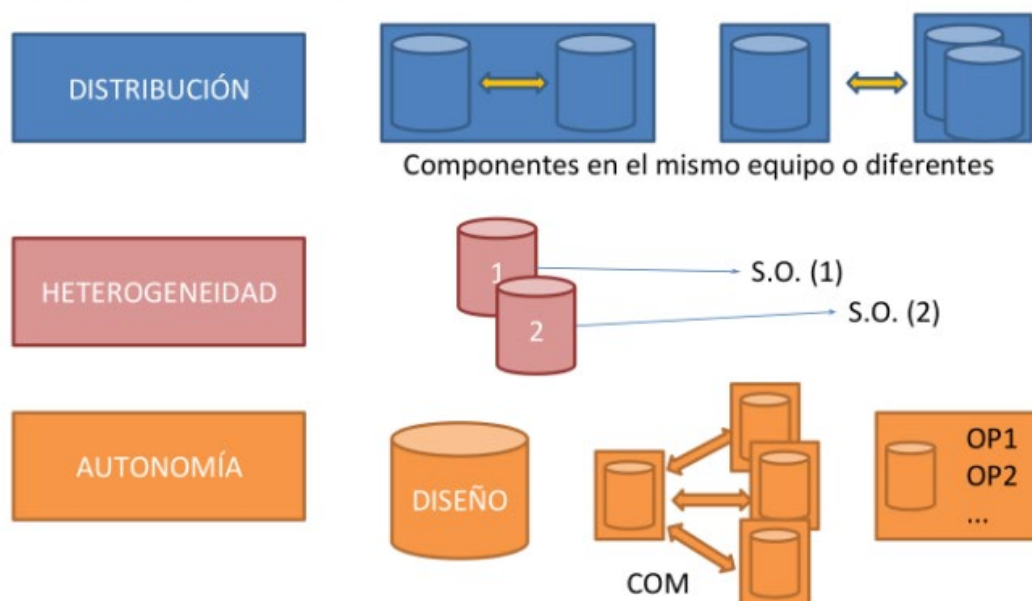 DISTRIBUCIÓN
Componentes en el mismo equipo o diferentes
HETEROGENEIDAD
1
2
S.O. (1)
S.O. (2)
AUTONOMÍA
DISEÑO
COM
OP1
OP2
...